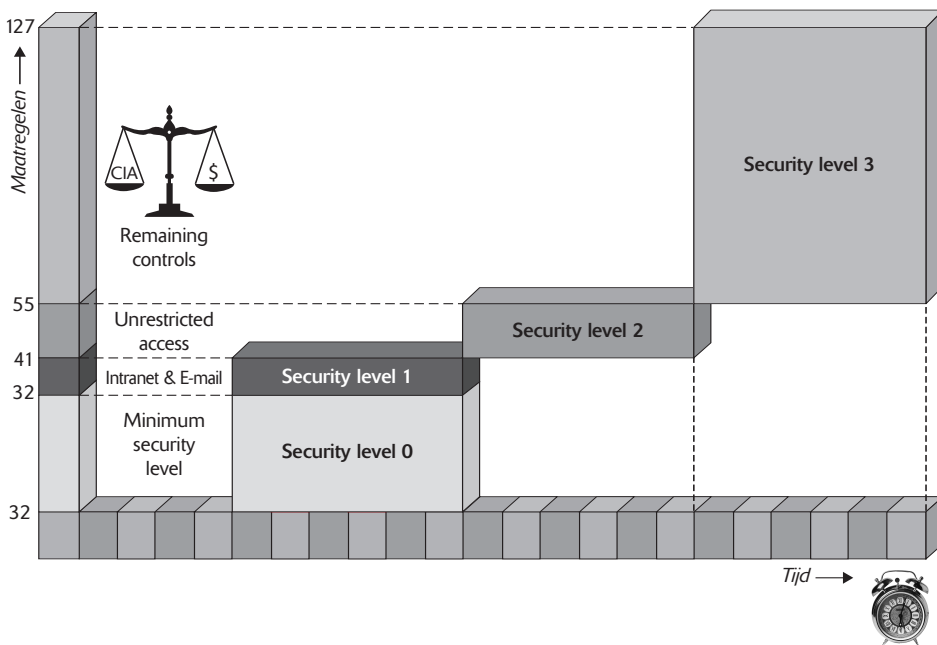 127
Maatregelen
CIA
$
Remaining
controls
Security level 3
55
Unrestricted
access
Security level 2
41
Intranet & E-mail
Security level 1
32
Minimum
security
level
Security level 0
32
Tijd